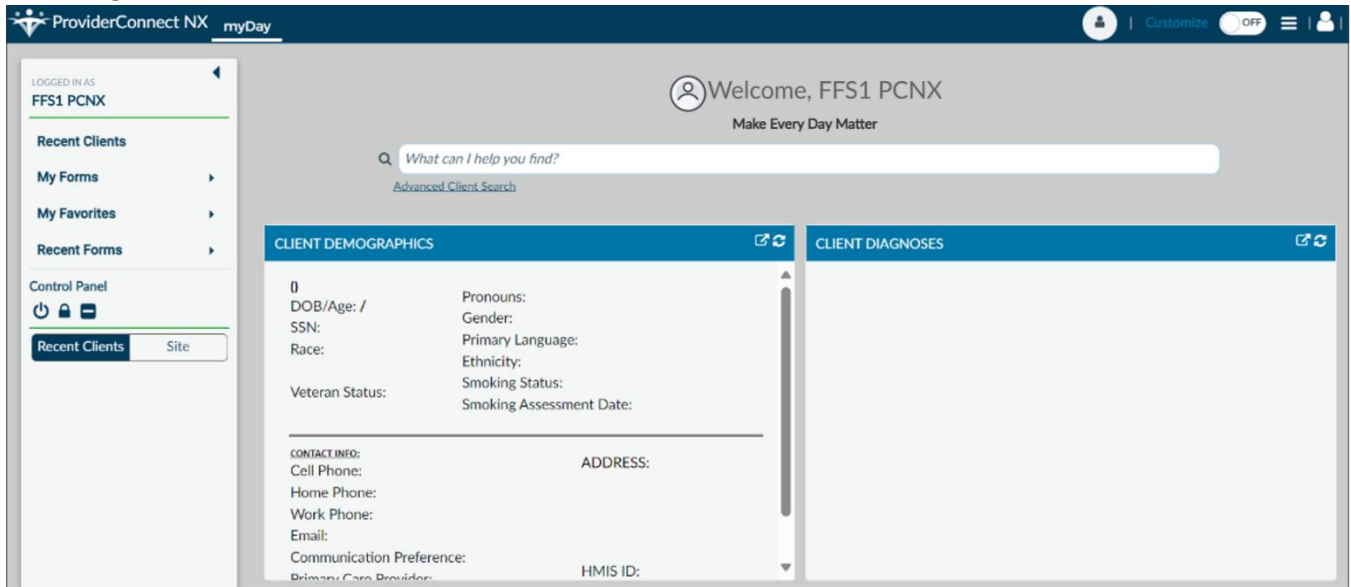 ProviderConnect NX myDay
Customize OFF
LOGGED IN AS
FFS1 PCNX
Recent Clients
My Forms
My Favorites
Recent Forms
Control Panel
Recent Clients Site
Welcome, FFS1 PCNX
Make Every Day Matter
What can I help you find?
Advanced Client Search
CLIENT DEMOGRAPHICS
()
DOB/Age: /
SSN:
Race:
Veteran Status:
Pronouns:
Gender:
Primary Language:
Ethnicity:
Smoking Status:
Smoking Assessment Date:
CONTACT INFO:
Cell Phone:
Home Phone:
Work Phone:
Email:
Communication Preference:
Primary Care Provider:
ADDRESS:
HMIS ID:
CLIENT DIAGNOSES